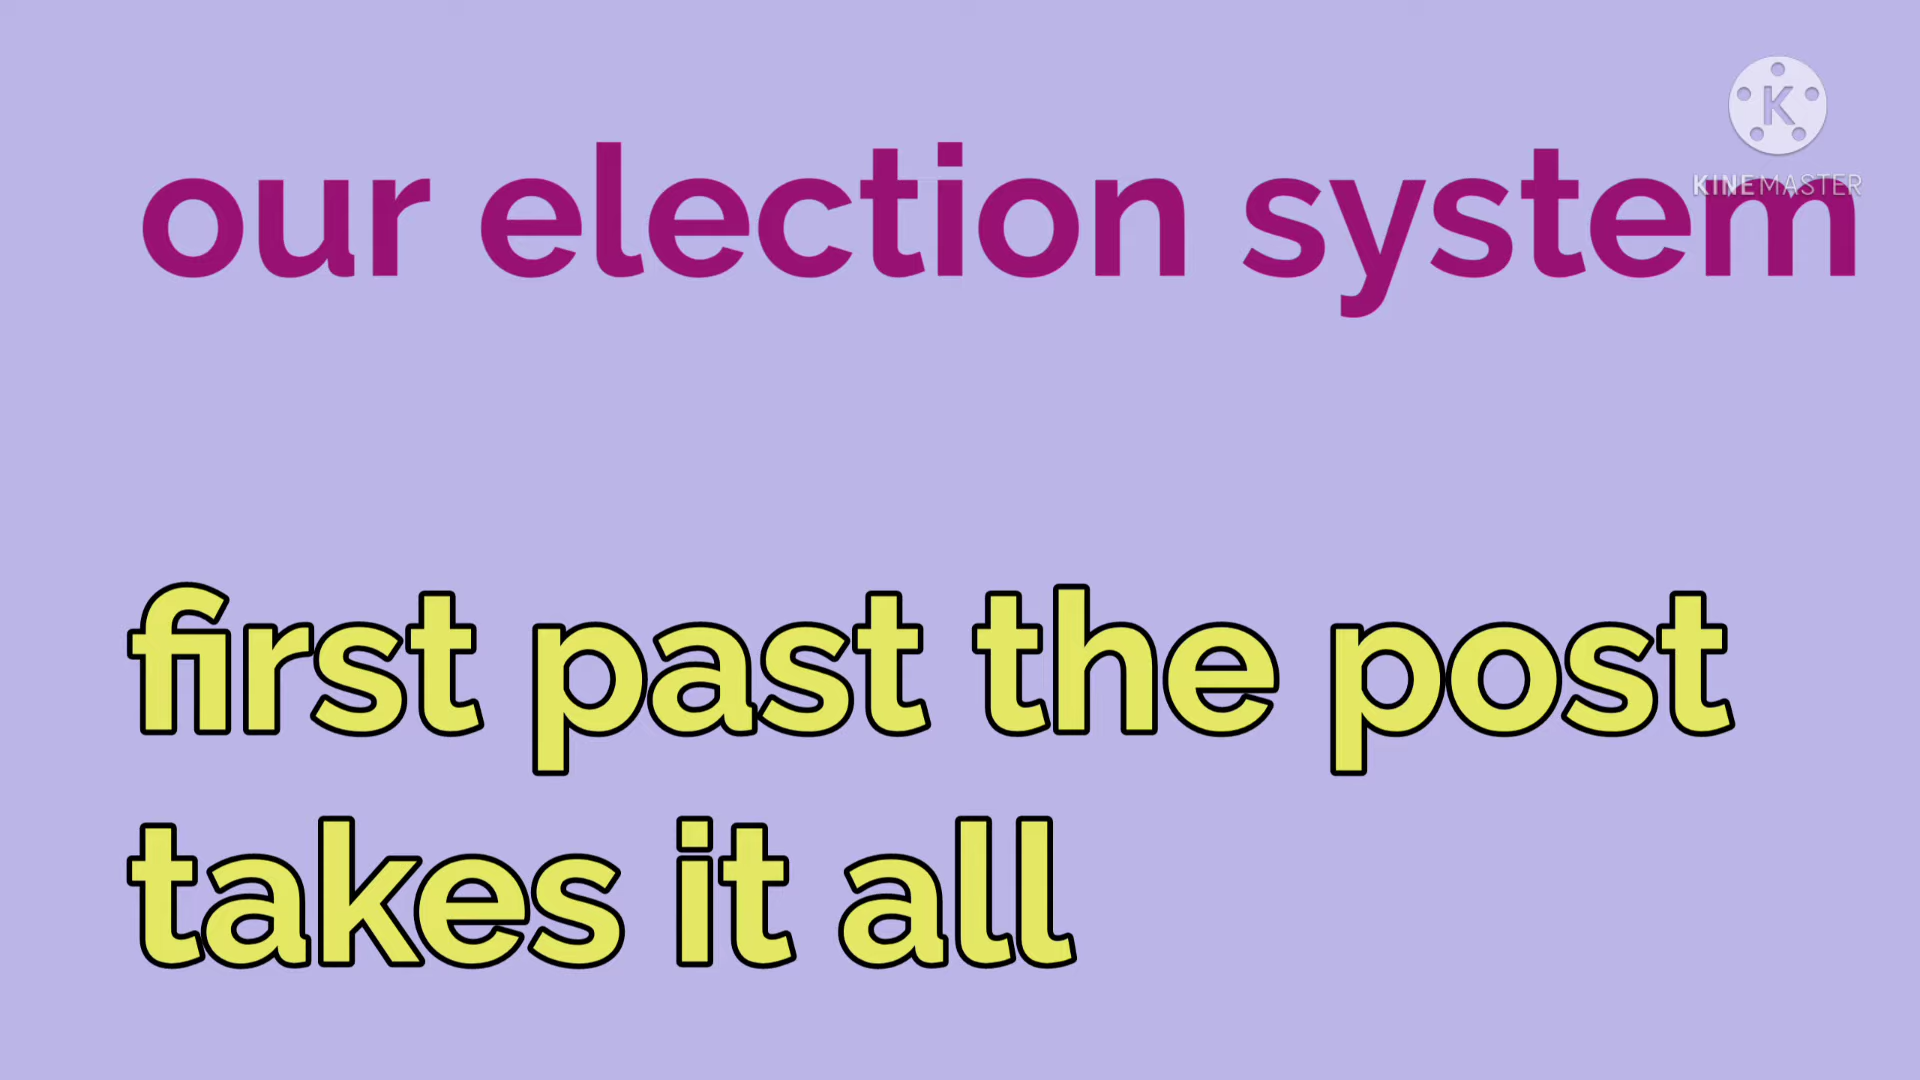 K
KINEMASTER
our election system
first past the post
takes it all